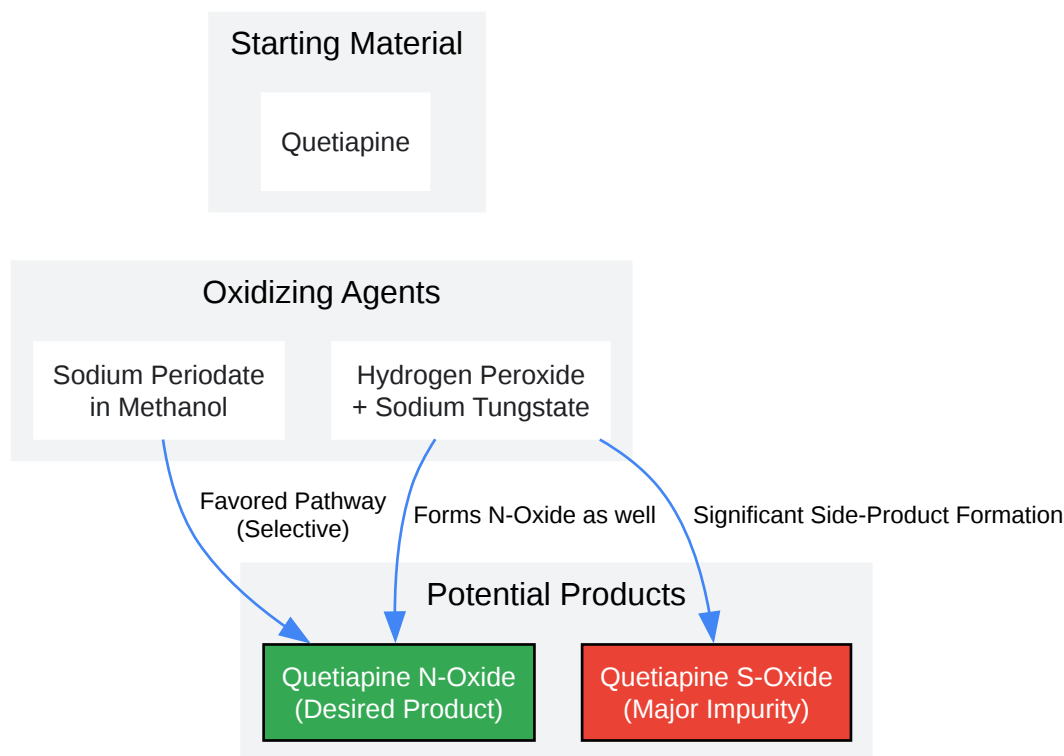 Starting Material
Quetiapine
Oxidizing Agents
Sodium Periodate
in Methanol
Hydrogen Peroxide
+ Sodium Tungstate
Favored Pathway
(Selective)
Forms N-Oxide as well
Significant Side-Product Formation
Potential Products
Quetiapine N-Oxide
(Desired Product)
Quetiapine S-Oxide
(Major Impurity)